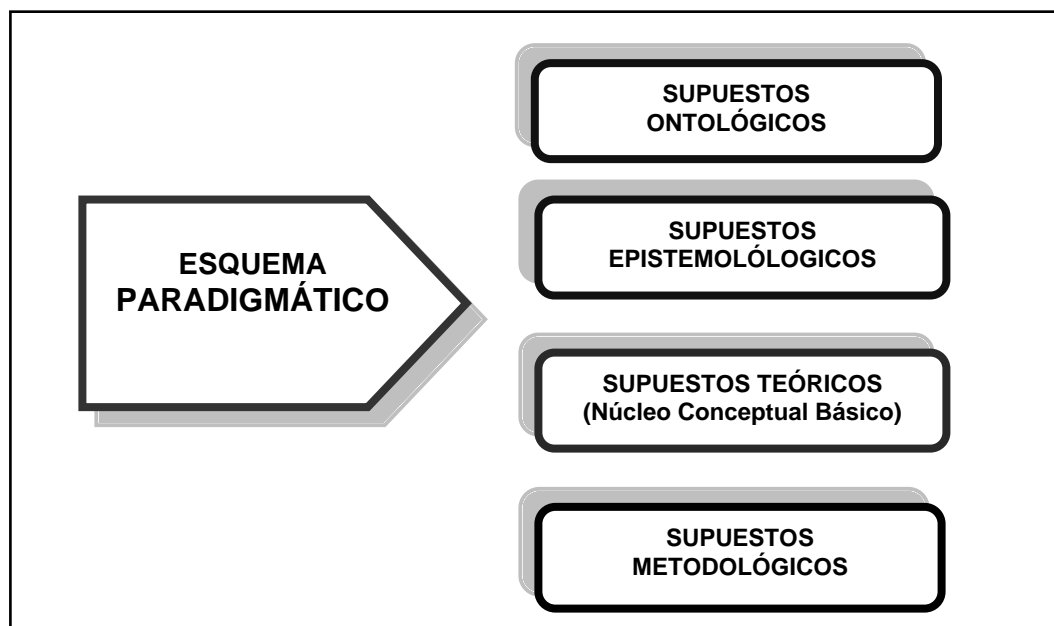 ESQUEMA
PARADIGMÁTICO
SUPUESTOS
ONTOLÓGICOS
SUPUESTOS
EPISTEMOLÓLOGICOS
SUPUESTOS TEÓRICOS
(Núcleo Conceptual Básico)
SUPUESTOS
METODOLÓGICOS